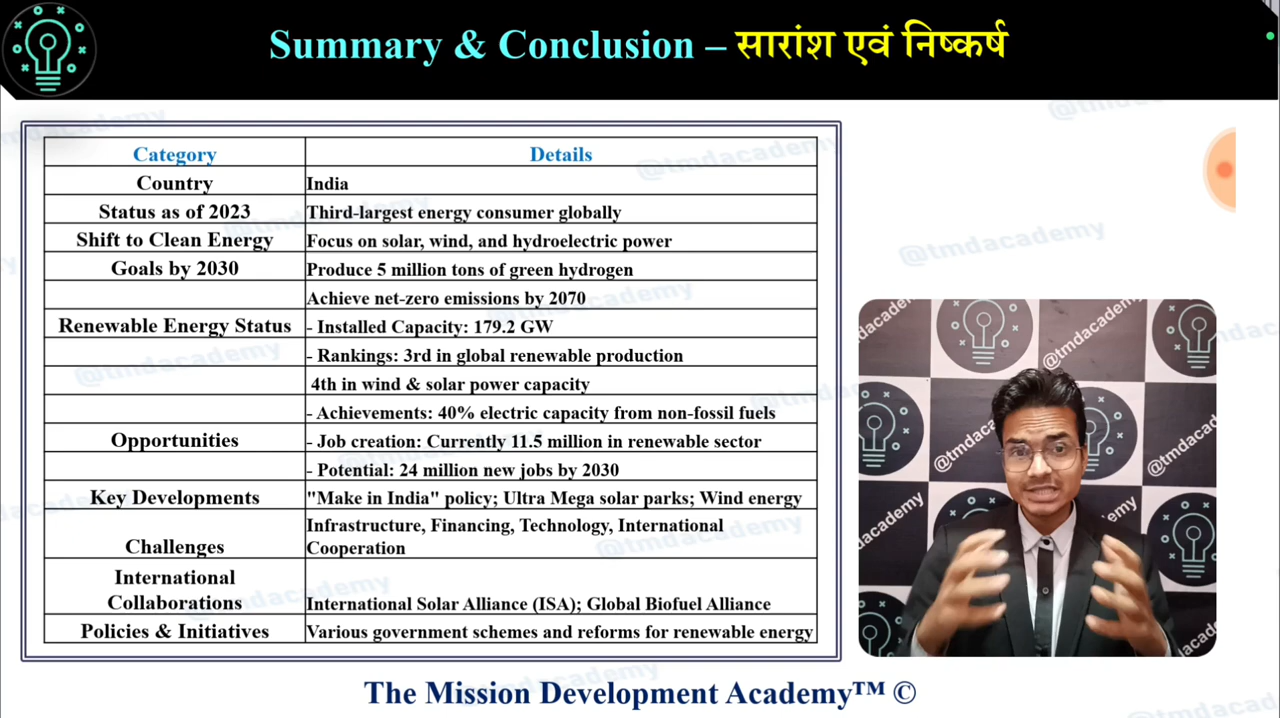 Summary & Conclusion – सारांश एवं निष्कर्ष
Category Details
Country India
Status as of 2023 Third-largest energy consumer globally
Shift to Clean Energy Focus on solar, wind, and hydroelectric power
Goals by 2030 Produce 5 million tons of green hydrogen
Achieve net-zero emissions by 2070
Renewable Energy Status - Installed Capacity: 179.2 GW
- Rankings: 3rd in global renewable production
4th in wind & solar power capacity
- Achievements: 40% electric capacity from non-fossil fuels
Opportunities - Job creation: Currently 11.5 million in renewable sector
- Potential: 24 million new jobs by 2030
Key Developments "Make in India" policy; Ultra Mega solar parks; Wind energy
Challenges Infrastructure, Financing, Technology, International
Cooperation
International
Collaborations International Solar Alliance (ISA); Global Biofuel Alliance
Policies & Initiatives Various government schemes and reforms for renewable energy
@tmdacademy
@tmdacademy
@tmdacademy
@tmdacademy
The Mission Development Academy™ ©